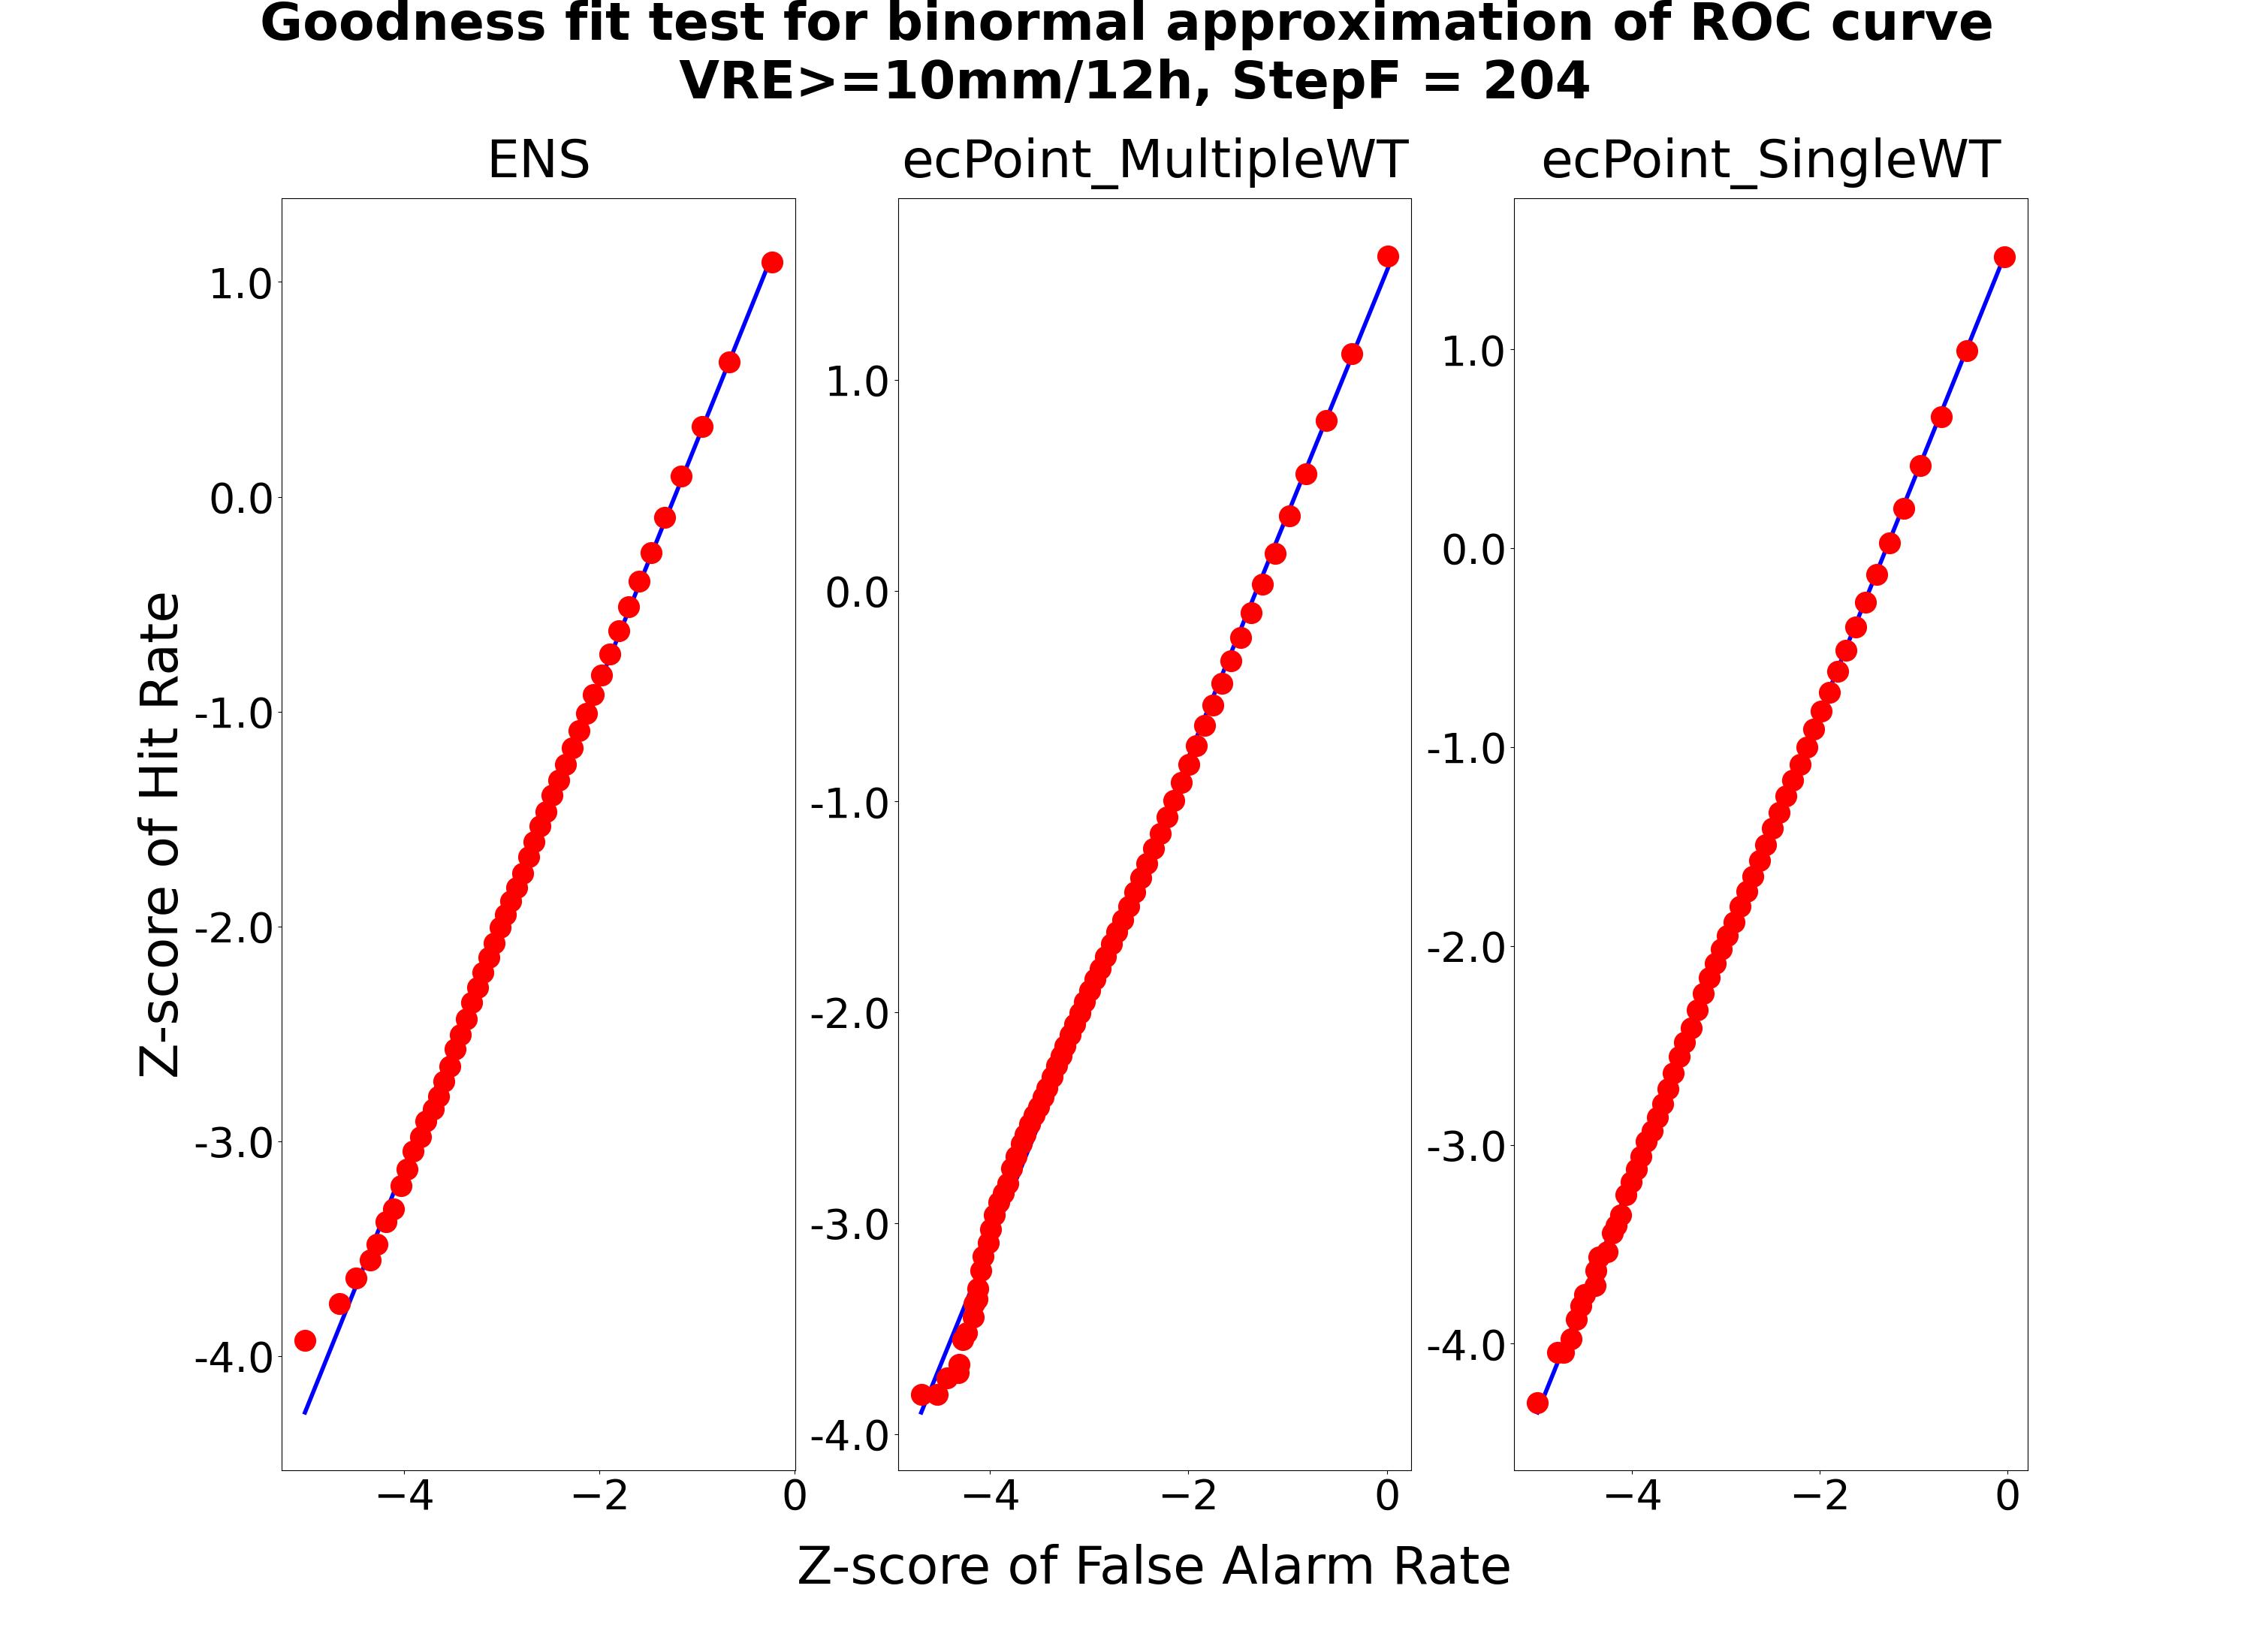 Goodness fit test for binormal approximation of ROC curve
VRE>=10mm/12h, StepF = 204
ENS
ecPoint_MultipleWT
ecPoint_SingleWT
Z-score of Hit Rate
1.0
0.0
-1.0
-2.0
-3.0
-4.0
1.0
0.0
-1.0
-2.0
-3.0
-4.0
1.0
0.0
-1.0
-2.0
-3.0
-4.0
−4 −2 0
−4 −2 0
−4 −2 0
Z-score of False Alarm Rate